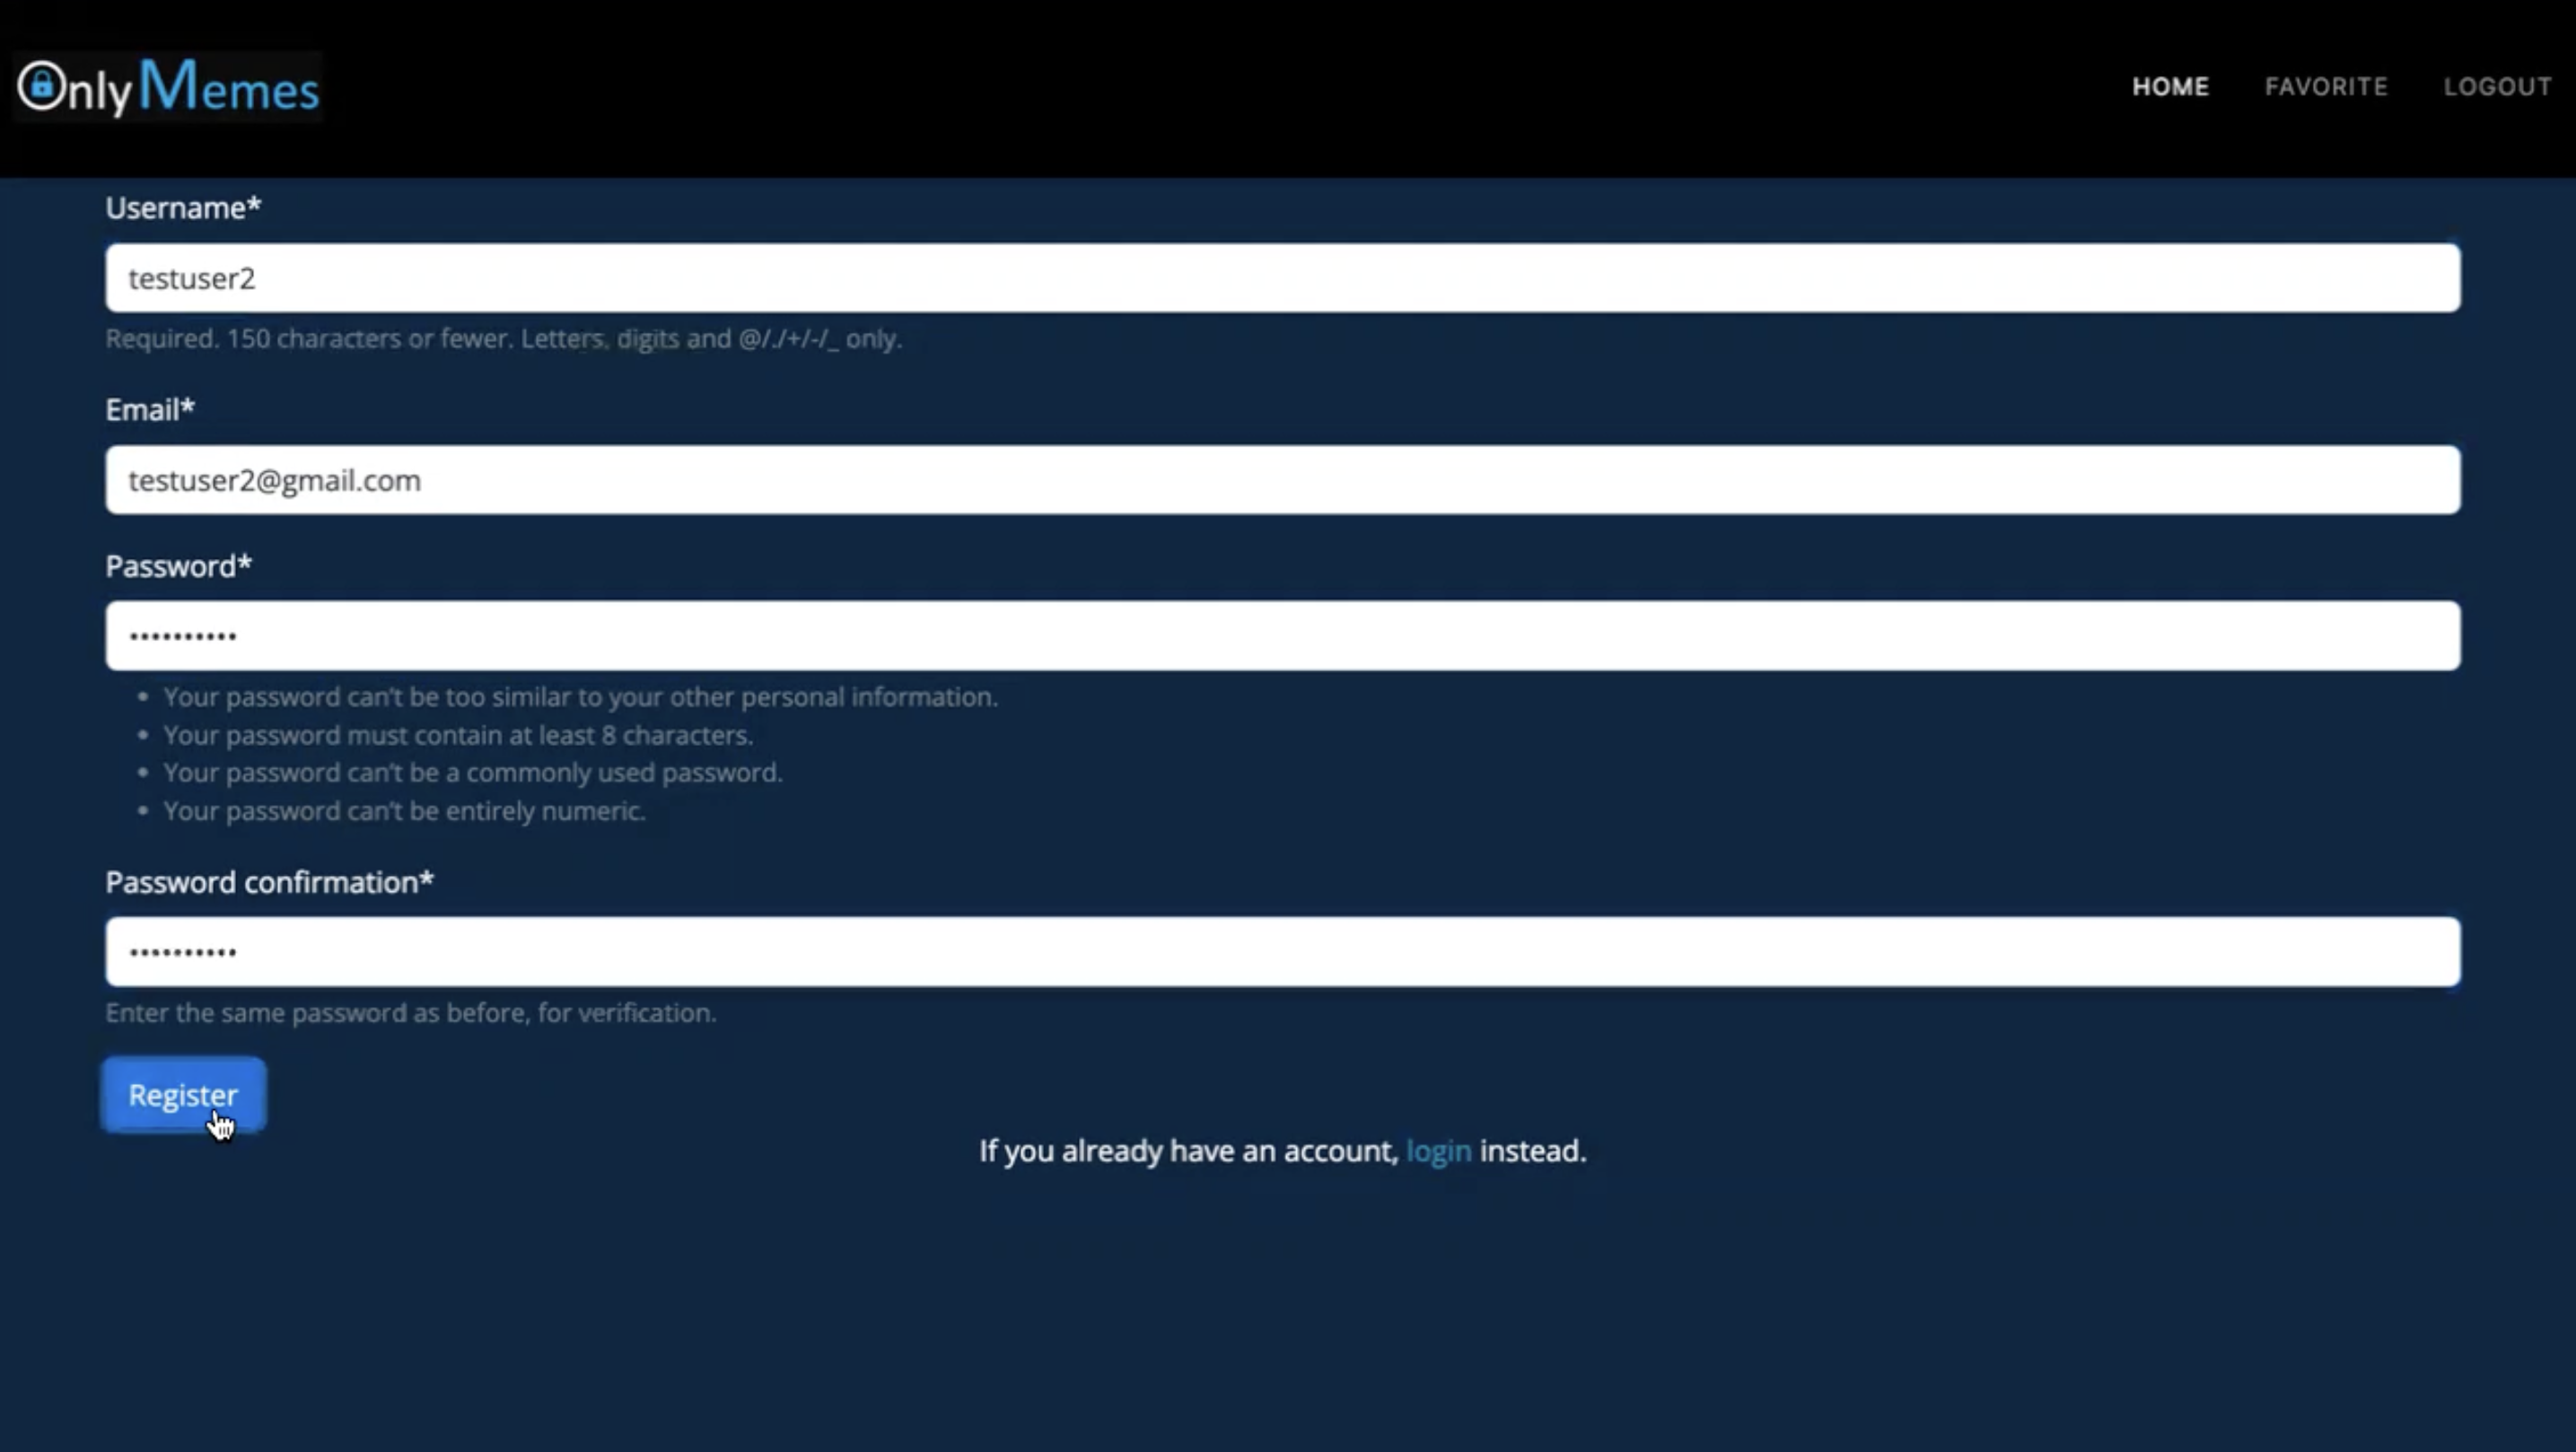 OnlyMemes
HOME FAVORITE LOGOUT
Username*
testuser2
Required. 150 characters or fewer. Letters, digits and @/./+/-/_ only.
Email*
testuser2@gmail.com
Password*
••••••••••
• Your password can't be too similar to your other personal information.
• Your password must contain at least 8 characters.
• Your password can't be a commonly used password.
• Your password can't be entirely numeric.
Password confirmation*
••••••••••
Enter the same password as before, for verification.
Register
If you already have an account, login instead.